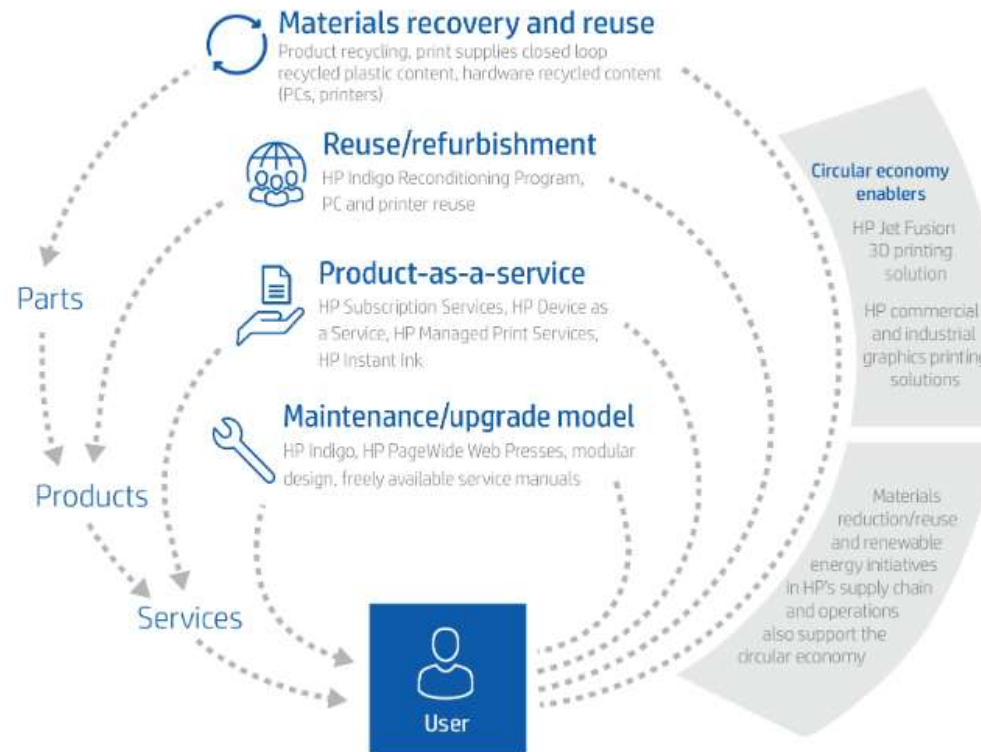 Materials recovery and reuse
Product recycling, print supplies closed loop
recycled plastic content, hardware recycled content
(PCs, printers)
Reuse/refurbishment
HP Indigo Reconditioning Program,
PC and printer reuse
Product-as-a-service
HP Subscription Services, HP Device as
a Service, HP Managed Print Services,
HP Instant Ink
Maintenance/upgrade model
HP Indigo, HP PageWide Web Presses, modular
design, freely available service manuals
Parts
Products
Services
User
Circular economy
enablers
HP Jet Fusion
3D printing
solution
HP commercial
and industrial
graphics printing
solutions
Materials
reduction/reuse
and renewable
energy initiatives
in HP's supply chain
and operations
also support the
circular economy